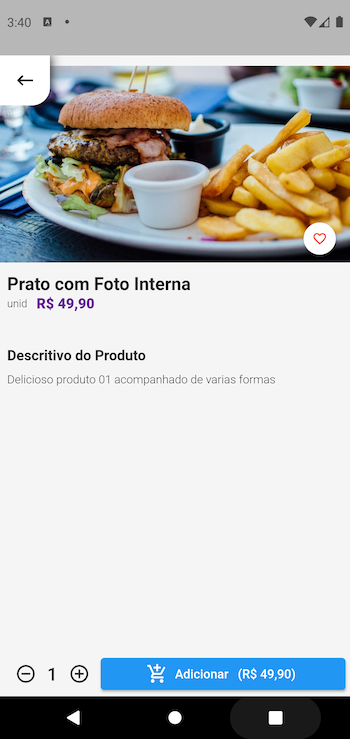 3:40
A
Prato com Foto Interna
unid R$ 49,90
Descritivo do Produto
Delicioso produto 01 acompanhado de varias formas
1
Adicionar (R$ 49,90)